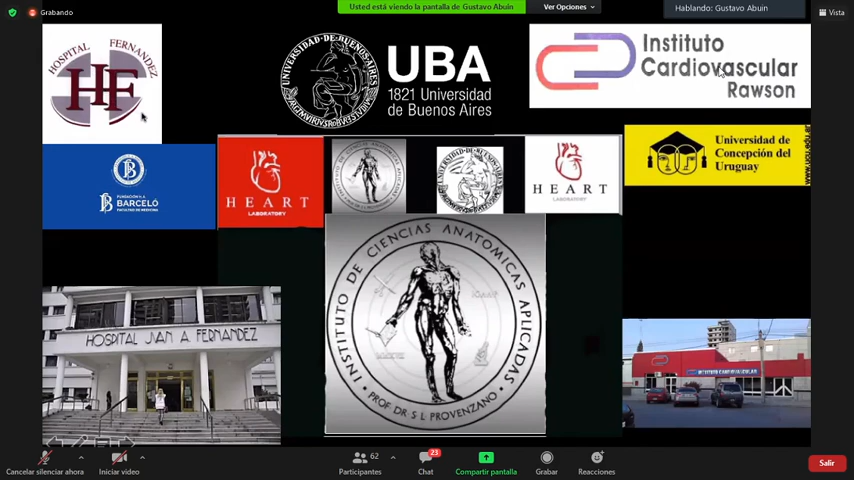 Grabando
Usted está viendo la pantalla de Gustavo Abuin
Ver Opciones
Hablando: Gustavo Abuin
Vista
HOSPITAL FERNANDEZ
HF
UNIVERSIDAD DE BUENOS AIRES
UBA
1821 Universidad
de Buenos Aires
Instituto
Cardiovascular
Rawson
FUNDACIÓN H.A.
BARCELÓ
FACULTAD DE MEDICINA
HEART
LABORATORY
HEART
LABORATORY
Universidad de
Concepción del
Uruguay
INSTITUTO DE CIENCIAS ANATOMICAS APLICADAS
PROF DR S L PROVENZANO
HOSPITAL JVAN A. FERNANDEZ
INSTITUTO CARDIOVASCULAR
Cancelar silenciar ahora
Iniciar video
62
Participantes
23
Chat
Compartir pantalla
Grabar
Reacciones
Salir